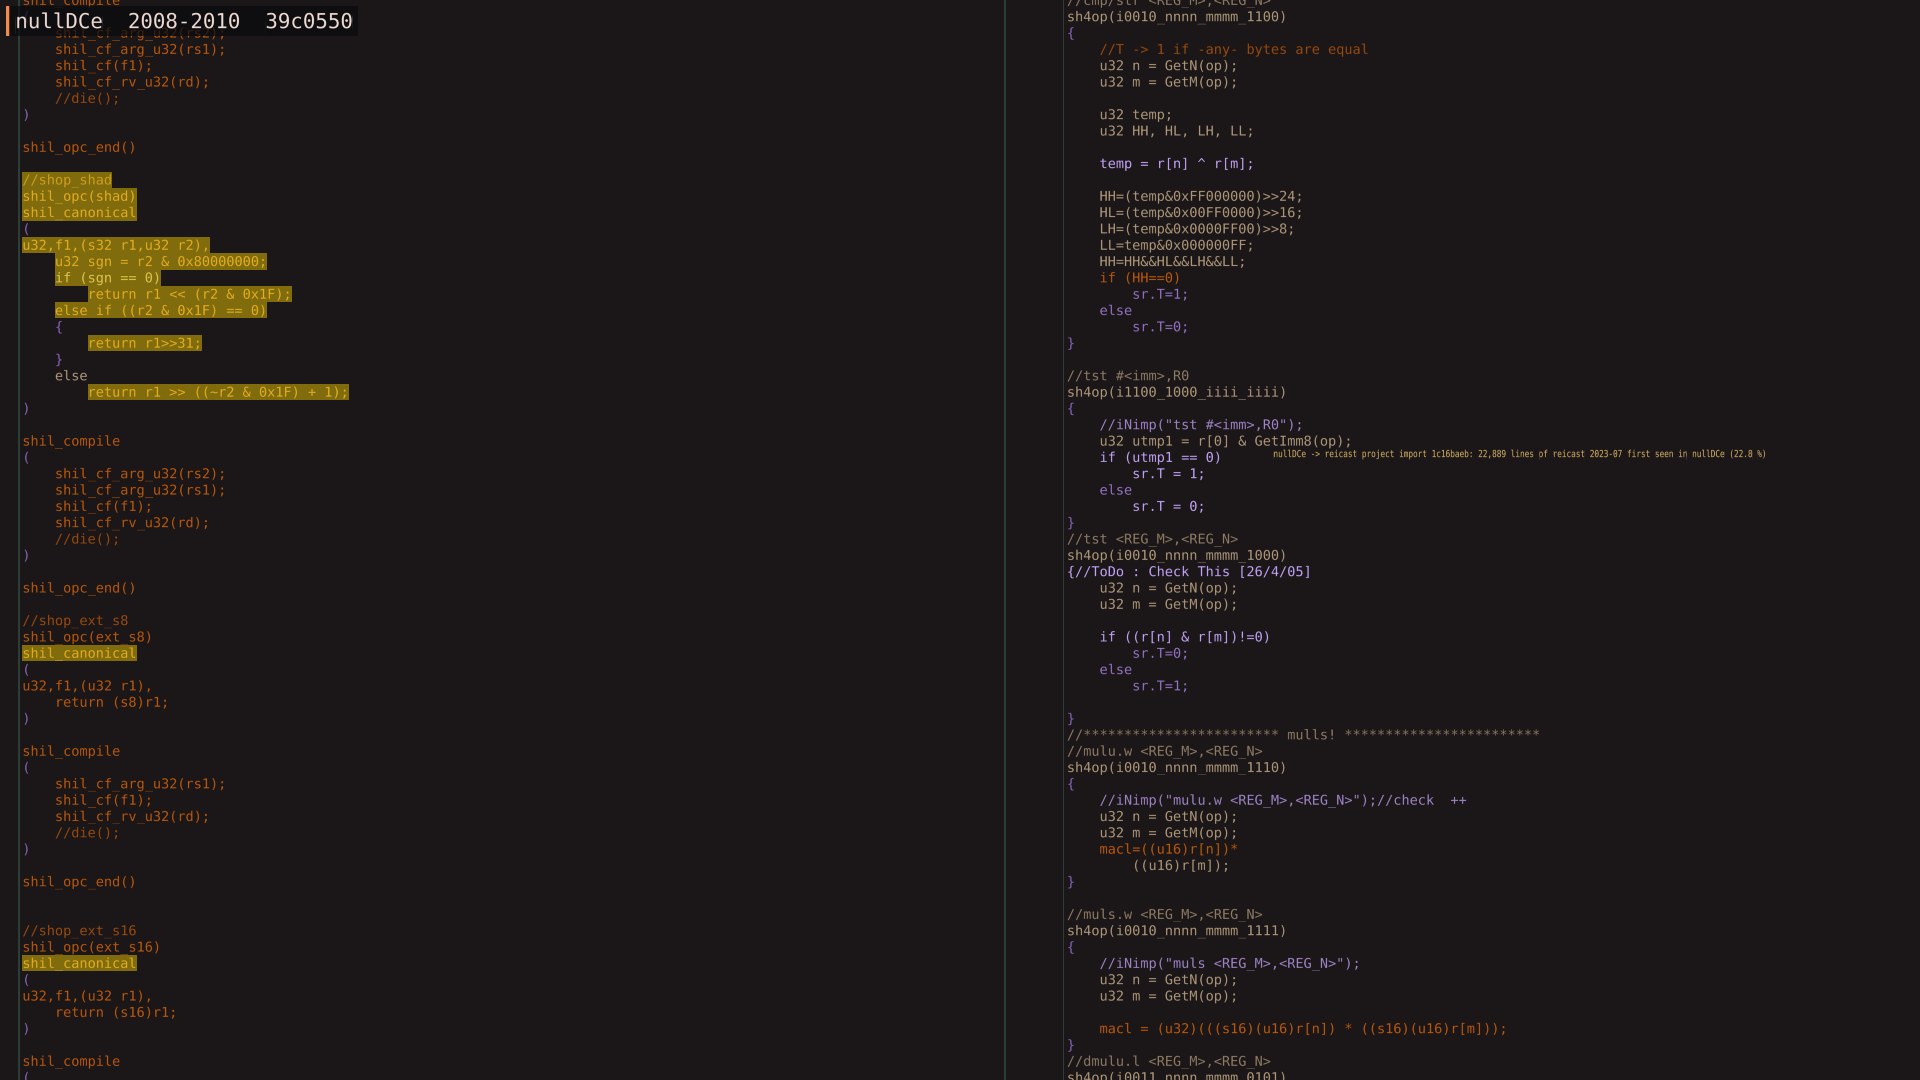 shil_compile
nullDCe 2008-2010 39c0550
shil_cf_arg_u32(rs2);
shil_cf_arg_u32(rs1);
shil_cf(f1);
shil_cf_rv_u32(rd);
//die();
)
shil_opc_end()
//shop_shad
shil_opc(shad)
shil_canonical
(
u32,f1,(s32 r1,u32 r2),
u32 sgn = r2 & 0x80000000;
if (sgn == 0)
return r1 << (r2 & 0x1F);
else if ((r2 & 0x1F) == 0)
{
return r1>>31;
}
else
return r1 >> ((~r2 & 0x1F) + 1);
)
shil_compile
(
shil_cf_arg_u32(rs2);
shil_cf_arg_u32(rs1);
shil_cf(f1);
shil_cf_rv_u32(rd);
//die();
)
shil_opc_end()
//shop_ext_s8
shil_opc(ext_s8)
shil_canonical
(
u32,f1,(u32 r1),
return (s8)r1;
)
shil_compile
(
shil_cf_arg_u32(rs1);
shil_cf(f1);
shil_cf_rv_u32(rd);
//die();
)
shil_opc_end()
//shop_ext_s16
shil_opc(ext_s16)
shil_canonical
(
u32,f1,(u32 r1),
return (s16)r1;
)
shil_compile
(
//cmp/str <REG_M>,<REG_N>
sh4op(i0010_nnnn_mmmm_1100)
{
//T -> 1 if -any- bytes are equal
u32 n = GetN(op);
u32 m = GetM(op);
u32 temp;
u32 HH, HL, LH, LL;
temp = r[n] ^ r[m];
HH=(temp&0xFF000000)>>24;
HL=(temp&0x00FF0000)>>16;
LH=(temp&0x0000FF00)>>8;
LL=temp&0x000000FF;
HH=HH&&HL&&LH&&LL;
if (HH==0)
sr.T=1;
else
sr.T=0;
}
//tst #<imm>,R0
sh4op(i1100_1000_iiii_iiii)
{
//iNimp("tst #<imm>,R0");
u32 utmp1 = r[0] & GetImm8(op);
if (utmp1 == 0)
nullDCe -> reicast project import 1c16baeb: 22,889 lines of reicast 2023-07 first seen in nullDCe (22.8 %)
sr.T = 1;
else
sr.T = 0;
}
//tst <REG_M>,<REG_N>
sh4op(i0010_nnnn_mmmm_1000)
{//ToDo : Check This [26/4/05]
u32 n = GetN(op);
u32 m = GetM(op);
if ((r[n] & r[m])!=0)
sr.T=0;
else
sr.T=1;
}
//************************ mulls! ************************
//mulu.w <REG_M>,<REG_N>
sh4op(i0010_nnnn_mmmm_1110)
{
//iNimp("mulu.w <REG_M>,<REG_N>");//check  ++
u32 n = GetN(op);
u32 m = GetM(op);
macl=((u16)r[n])*
((u16)r[m]);
}
//muls.w <REG_M>,<REG_N>
sh4op(i0010_nnnn_mmmm_1111)
{
//iNimp("muls <REG_M>,<REG_N>");
u32 n = GetN(op);
u32 m = GetM(op);
macl = (u32)(((s16)(u16)r[n]) * ((s16)(u16)r[m]));
}
//dmulu.l <REG_M>,<REG_N>
sh4op(i0011_nnnn_mmmm_0101)